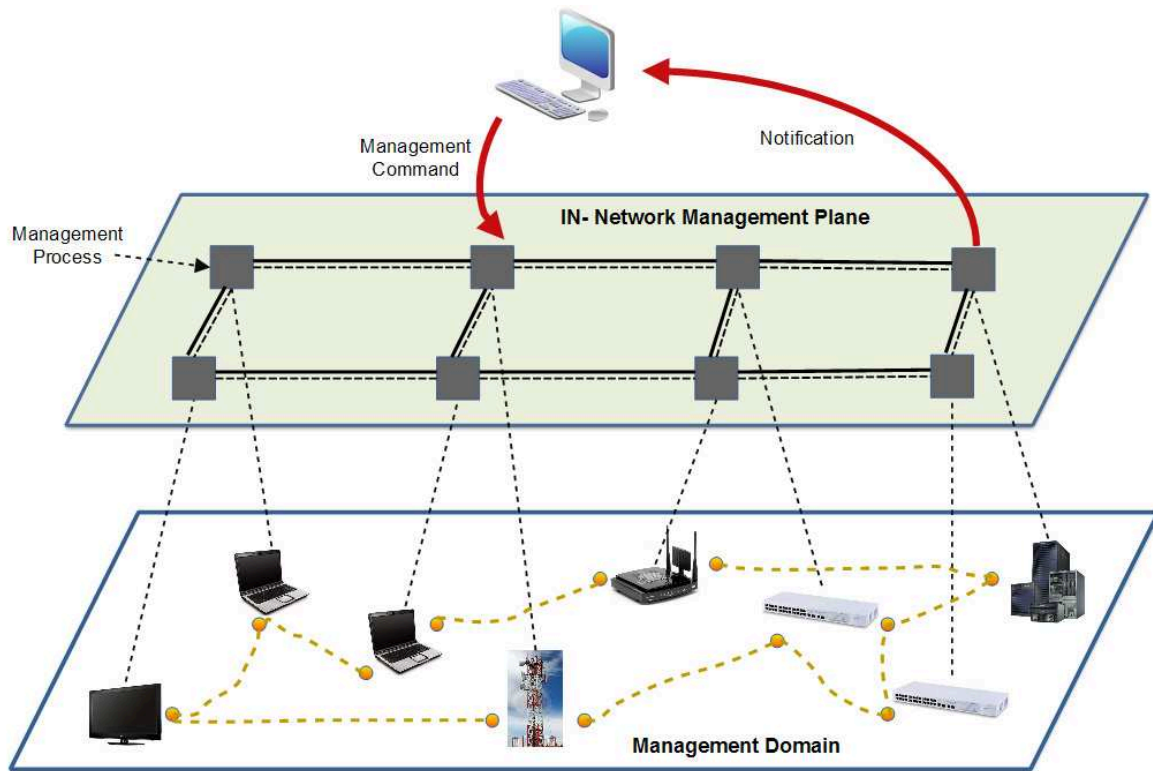 Management
Command
Notification
IN- Network Management Plane
Management
Process
Management Domain